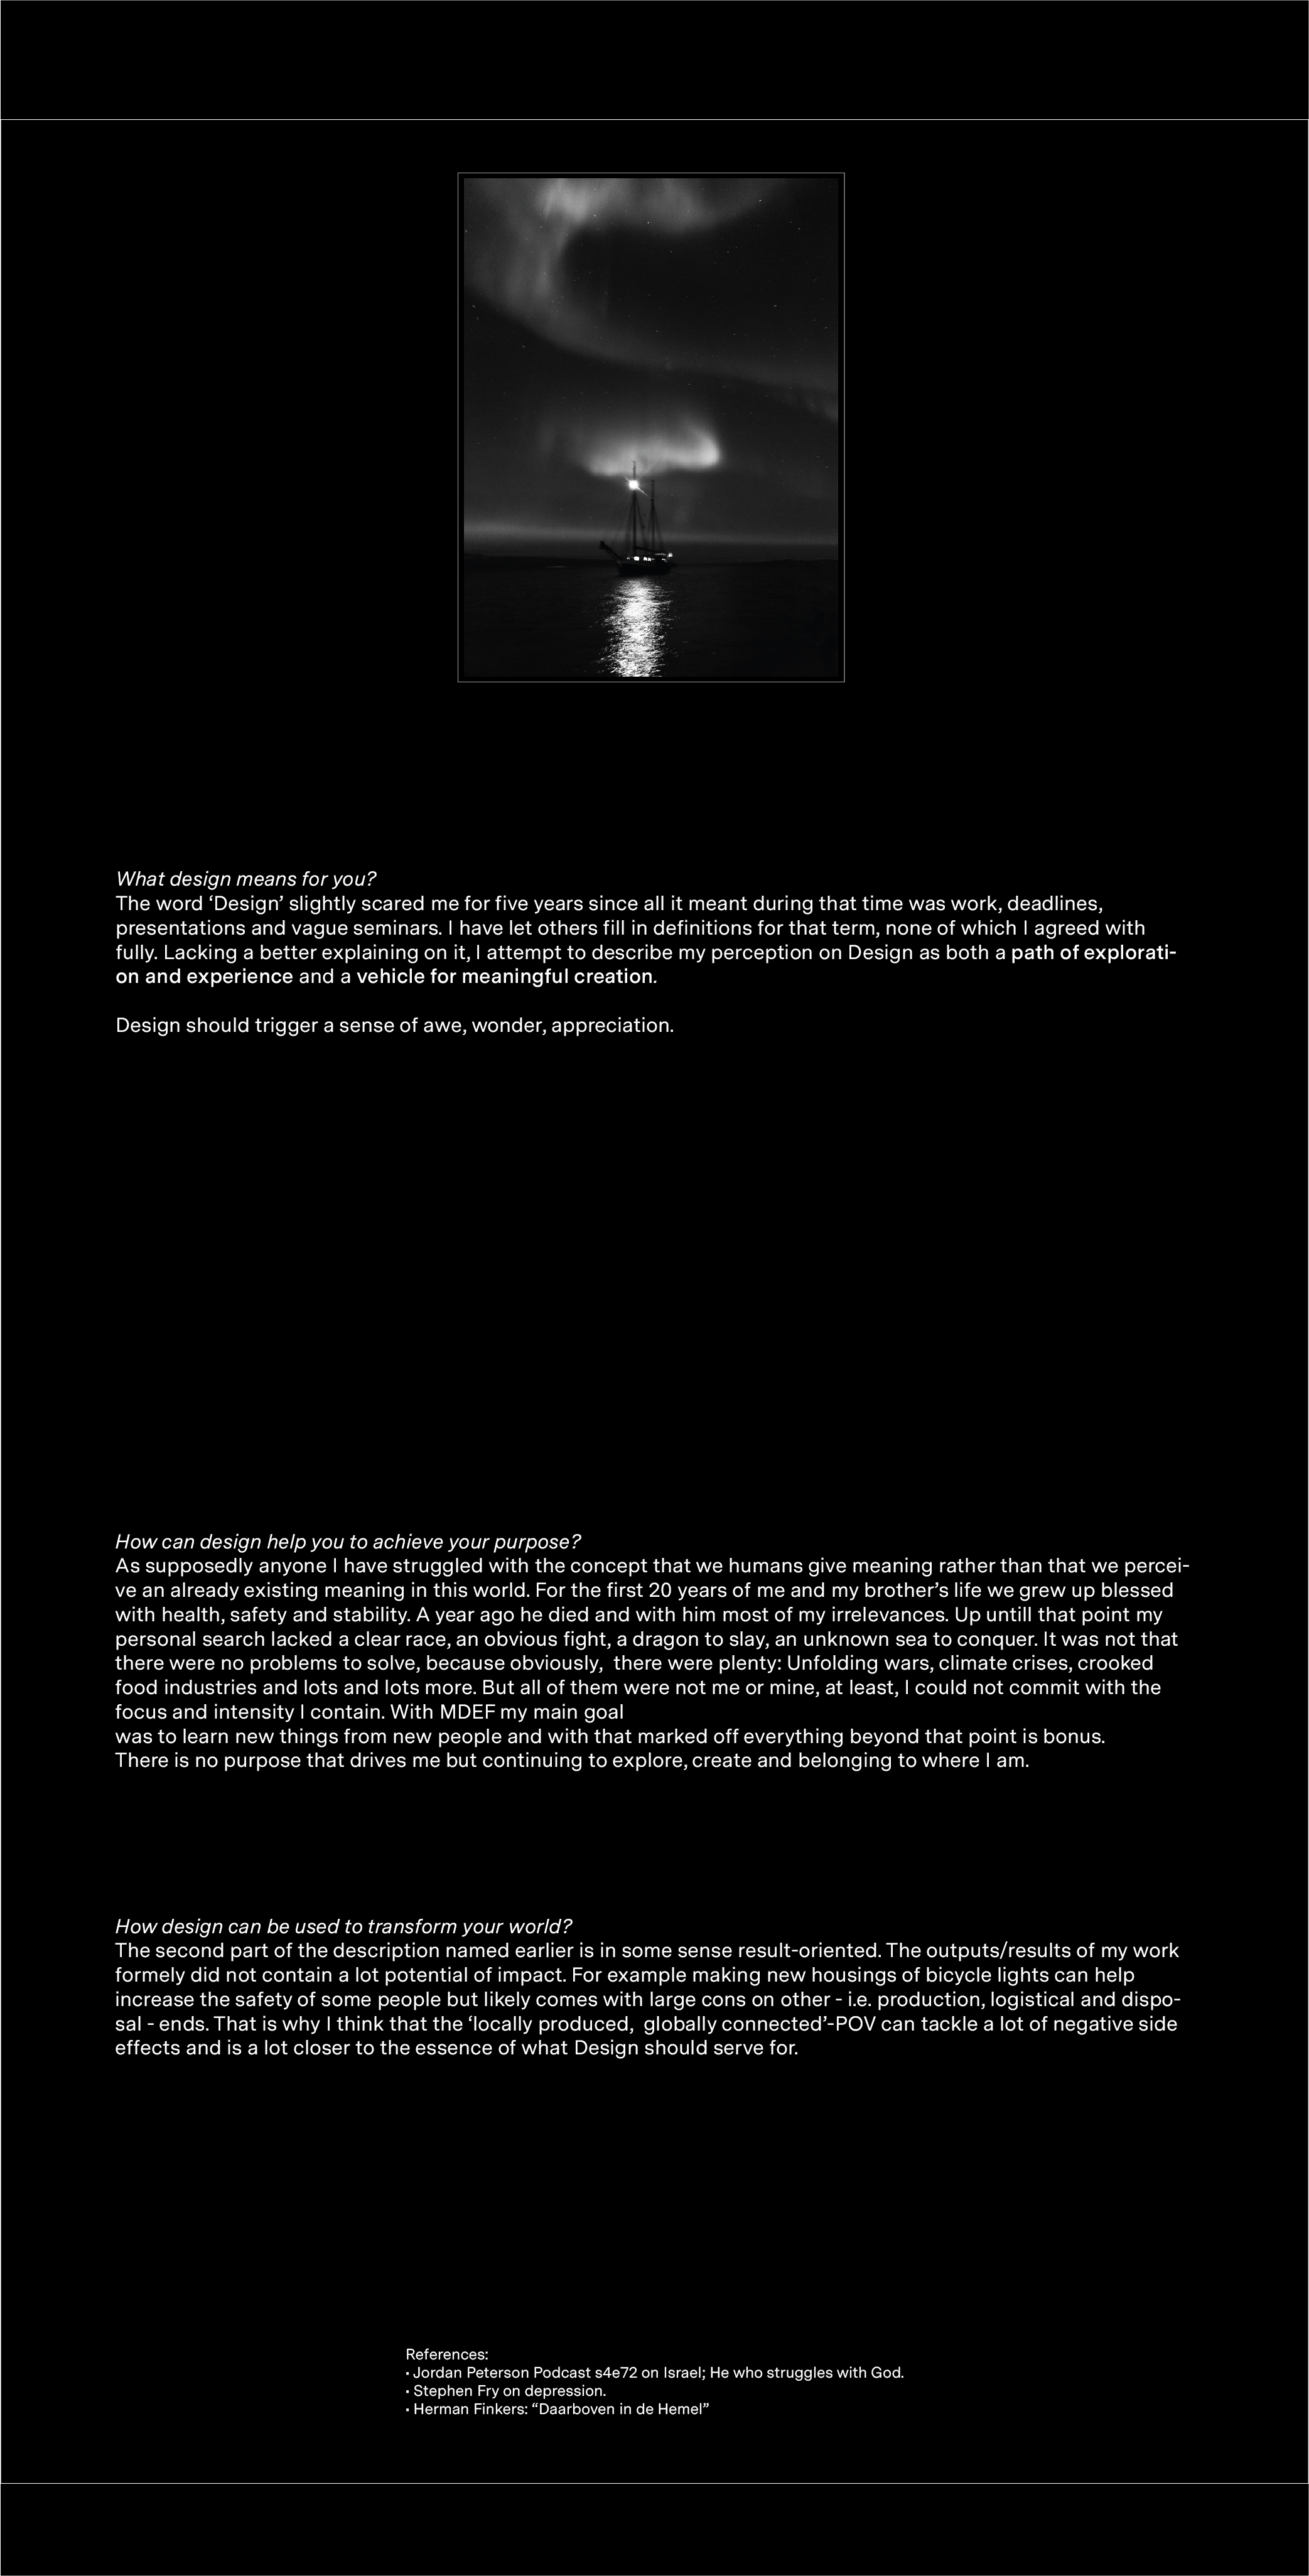 What design means for you?
The word ‘Design’ slightly scared me for five years since all it meant during that time was work, deadlines,
presentations and vague seminars. I have let others fill in definitions for that term, none of which I agreed with
fully. Lacking a better explaining on it, I attempt to describe my perception on Design as both a path of explorati-
on and experience and a vehicle for meaningful creation.
Design should trigger a sense of awe, wonder, appreciation.
How can design help you to achieve your purpose?
As supposedly anyone I have struggled with the concept that we humans give meaning rather than that we percei-
ve an already existing meaning in this world. For the first 20 years of me and my brother’s life we grew up blessed
with health, safety and stability. A year ago he died and with him most of my irrelevances. Up untill that point my
personal search lacked a clear race, an obvious fight, a dragon to slay, an unknown sea to conquer. It was not that
there were no problems to solve, because obviously,  there were plenty: Unfolding wars, climate crises, crooked
food industries and lots and lots more. But all of them were not me or mine, at least, I could not commit with the
focus and intensity I contain. With MDEF my main goal
was to learn new things from new people and with that marked off everything beyond that point is bonus.
There is no purpose that drives me but continuing to explore, create and belonging to where I am.
How design can be used to transform your world?
The second part of the description named earlier is in some sense result-oriented. The outputs/results of my work
formely did not contain a lot potential of impact. For example making new housings of bicycle lights can help
increase the safety of some people but likely comes with large cons on other - i.e. production, logistical and dispo-
sal - ends. That is why I think that the ‘locally produced,  globally connected’-POV can tackle a lot of negative side
effects and is a lot closer to the essence of what Design should serve for.
References:
• Jordan Peterson Podcast s4e72 on Israel; He who struggles with God.
• Stephen Fry on depression.
• Herman Finkers: “Daarboven in de Hemel”